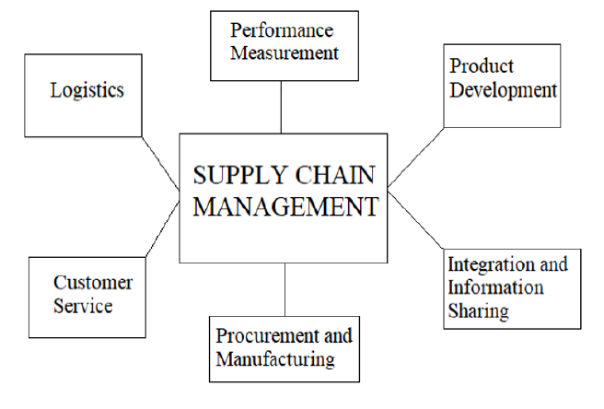 Performance
Measurement
Logistics
Product
Development
SUPPLY CHAIN
MANAGEMENT
Customer
Service
Integration and
Information
Sharing
Procurement and
Manufacturing